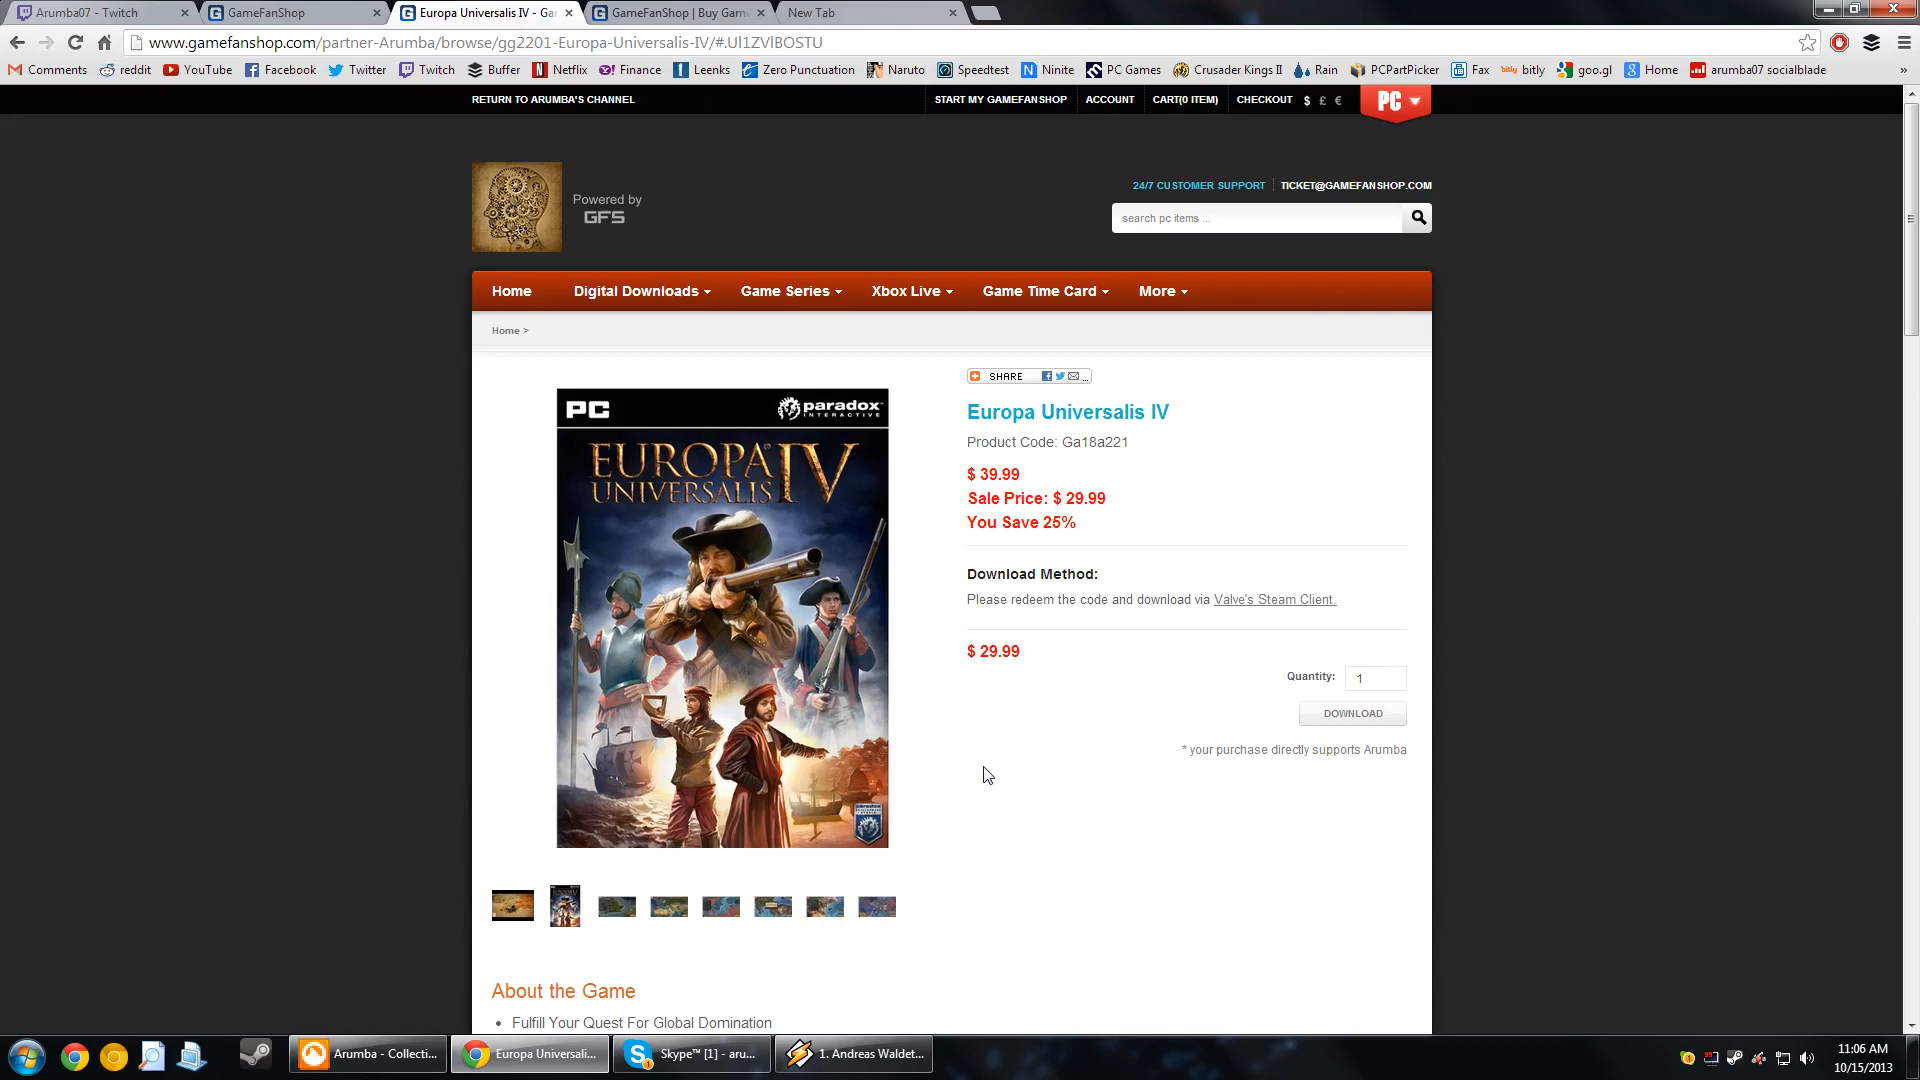 Arumba07 - Twitch
GameFanShop
Europa Universalis IV - Gar
GameFanShop | Buy Game
New Tab
www.gamefanshop.com/partner-Arumba/browse/gg2201-Europa-Universalis-IV/#.Ul1ZVlBOSTU
Comments reddit YouTube Facebook Twitter Twitch Buffer Netflix Finance Leenks Zero Punctuation Naruto Speedtest Ninite PC Games Crusader Kings II Rain PCPartPicker Fax bitly goo.gl Home arumba07 socialblade »
RETURN TO ARUMBA'S CHANNEL
START MY GAMEFANSHOP ACCOUNT CART(0 ITEM) CHECKOUT $ £ € PC
Powered by
GFS
24/7 CUSTOMER SUPPORT TICKET@GAMEFANSHOP.COM
search pc items ...
Home Digital Downloads Game Series Xbox Live Game Time Card More
Home >
SHARE ...
PC paradox
INTERACTIVE
EUROPA
UNIVERSALIS IV
Europa Universalis IV
Product Code: Ga18a221
$ 39.99
Sale Price: $ 29.99
You Save 25%
Download Method:
Please redeem the code and download via Valve's Steam Client.
$ 29.99
Quantity: 1
DOWNLOAD
* your purchase directly supports Arumba
About the Game
• Fulfill Your Quest For Global Domination
Arumba - Collecti...
Europa Universali...
Skype™ [1] - aru...
1. Andreas Waldet...
11:06 AM
10/15/2013